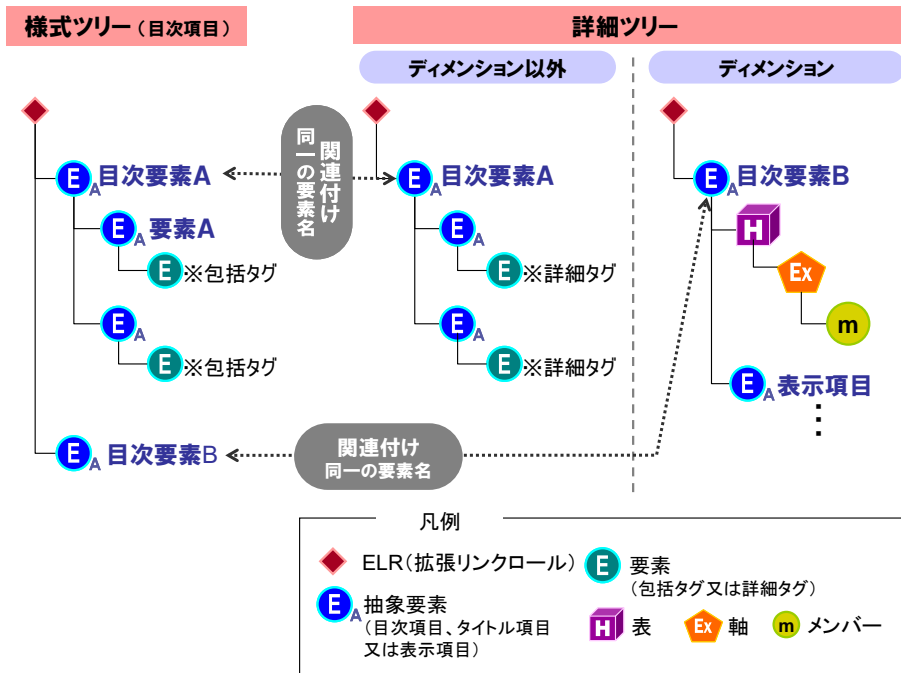 様式ツリー(目次項目)
詳細ツリー
ディメンション以外
ディメンション
E A 目次要素A
E A 要素A
E ※包括タグ
E A
E ※包括タグ
E A 目次要素B
関連付け
同一の要素名
E A 目次要素A
E A
E ※詳細タグ
E A
E ※詳細タグ
E A 目次要素B
H
Ex
m
E A 表示項目
関連付け
同一の要素名
凡例
ELR(拡張リンクロール)
E 要素
(包括タグ又は詳細タグ)
E A 抽象要素
(目次項目、タイトル項目
又は表示項目)
H 表
Ex 軸
m メンバー